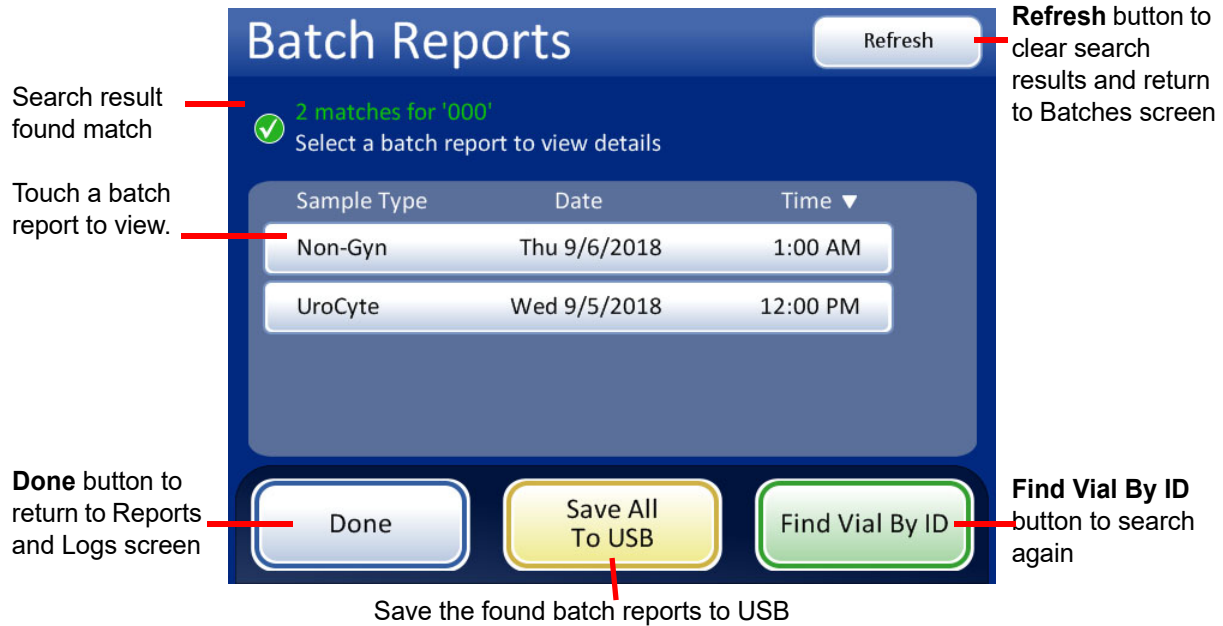 Batch Reports
Refresh
Refresh button to
clear search
results and return
to Batches screen
Search result
found match
2 matches for '000'
Select a batch report to view details
Touch a batch
report to view.
Sample Type Date Time ▼
Non-Gyn Thu 9/6/2018 1:00 AM
UroCyte Wed 9/5/2018 12:00 PM
Done button to
return to Reports
and Logs screen
Done
Save All
To USB
Find Vial By ID
Find Vial By ID
button to search
again
Save the found batch reports to USB